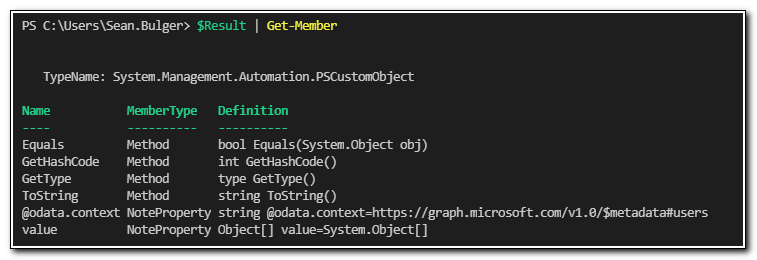 PS C:\Users\Sean.Bulger> $Result | Get-Member
TypeName: System.Management.Automation.PSCustomObject
Name MemberType Definition
---- ---------- ----------
Equals Method bool Equals(System.Object obj)
GetHashCode Method int GetHashCode()
GetType Method type GetType()
ToString Method string ToString()
@odata.context NoteProperty string @odata.context=https://graph.microsoft.com/v1.0/$metadata#users
value NoteProperty Object[] value=System.Object[]